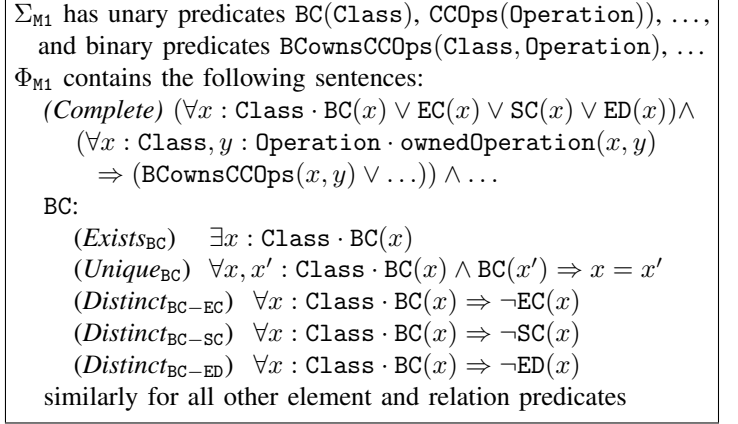 Σ_M1 has unary predicates BC(Class), CCOps(Operation)), ...,
and binary predicates BCownsCCOps(Class, Operation), ...
Φ_M1 contains the following sentences:
(Complete) (∀x : Class · BC(x) ∨ EC(x) ∨ SC(x) ∨ ED(x))∧
(∀x : Class, y : Operation · ownedOperation(x, y)
⇒ (BCownsCCOps(x, y) ∨ ...)) ∧ ...
BC:
(Exists_BC) ∃x : Class · BC(x)
(Unique_BC) ∀x, x′ : Class · BC(x) ∧ BC(x′) ⇒ x = x′
(Distinct_BC−EC) ∀x : Class · BC(x) ⇒ ¬EC(x)
(Distinct_BC−SC) ∀x : Class · BC(x) ⇒ ¬SC(x)
(Distinct_BC−ED) ∀x : Class · BC(x) ⇒ ¬ED(x)
similarly for all other element and relation predicates